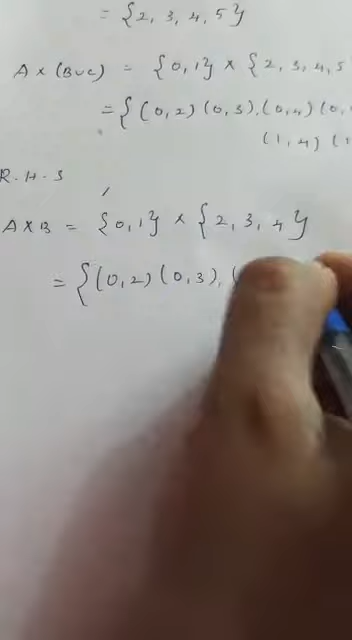 = {2, 3, 4, 5}
A x (B ∪ C) = {0, 1} x {2, 3, 4, 5
= { (0, 2) (0, 3), (0, 4) (0,
(1, 4) (1
R.H.S
A x B = {0, 1} x {2, 3, 4}
= { (0, 2) (0, 3), (